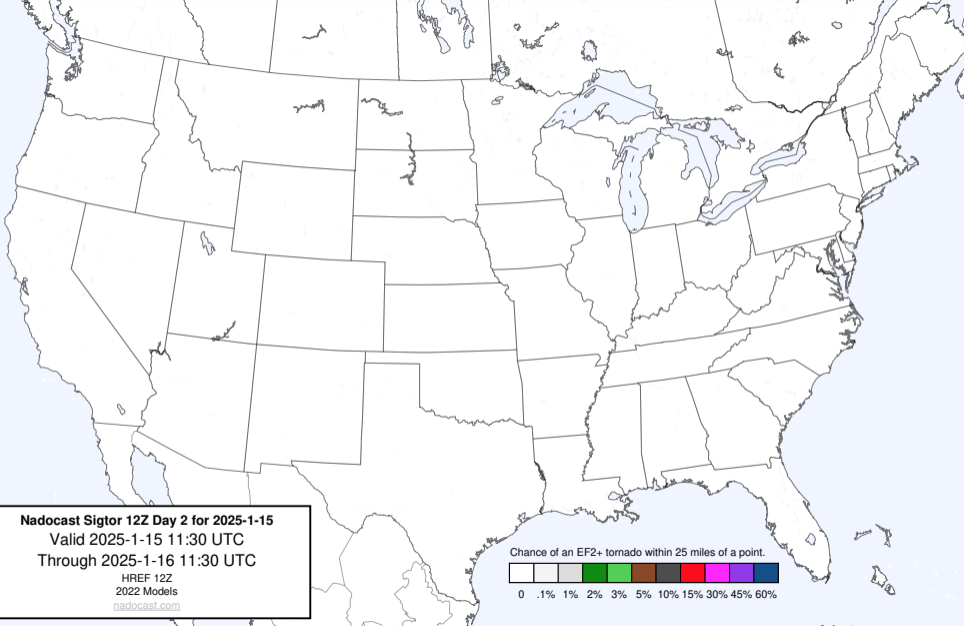 Nadocast Sigtor 12Z Day 2 for 2025-1-15
Valid 2025-1-15 11:30 UTC
Through 2025-1-16 11:30 UTC
HREF 12Z
2022 Models
nadocast.com
Chance of an EF2+ tornado within 25 miles of a point.
0 .1% 1% 2% 3% 5% 10% 15% 30% 45% 60%